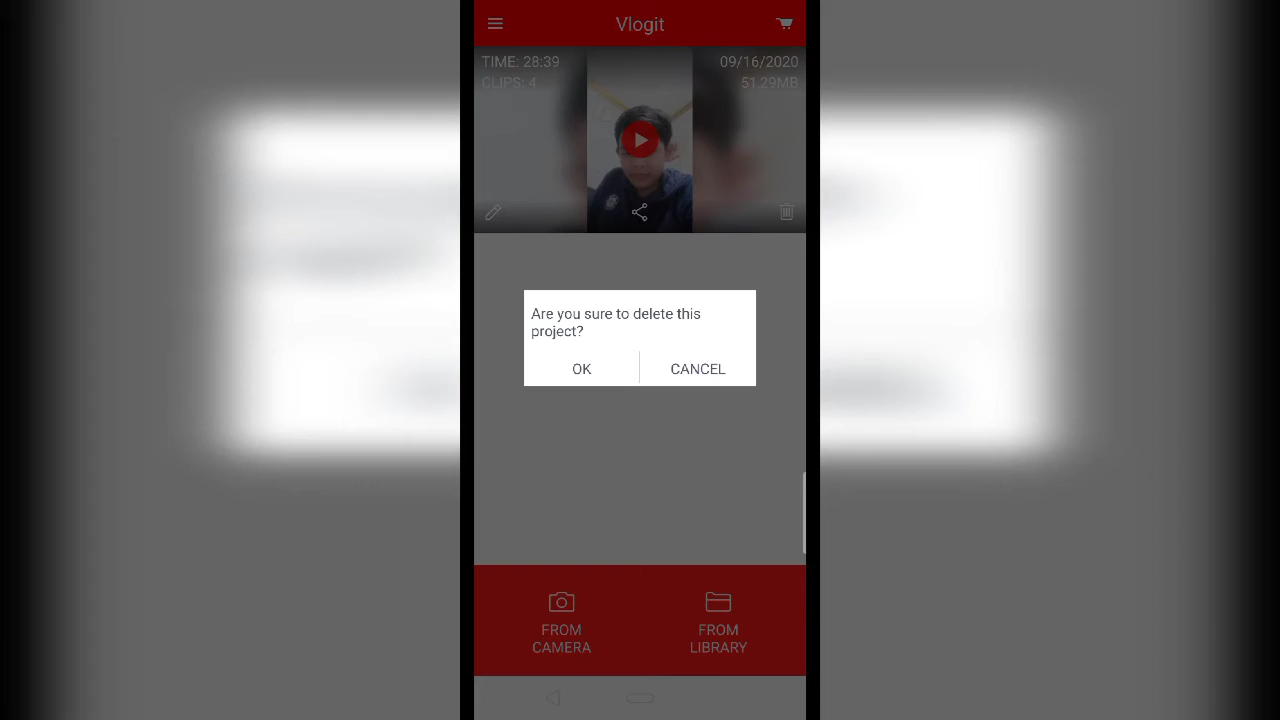 Vlogit
TIME: 28:39
09/16/2020
CLIPS: 4
51.29MB
Are you sure to delete this
project?
OK
CANCEL
FROM
CAMERA
FROM
LIBRARY